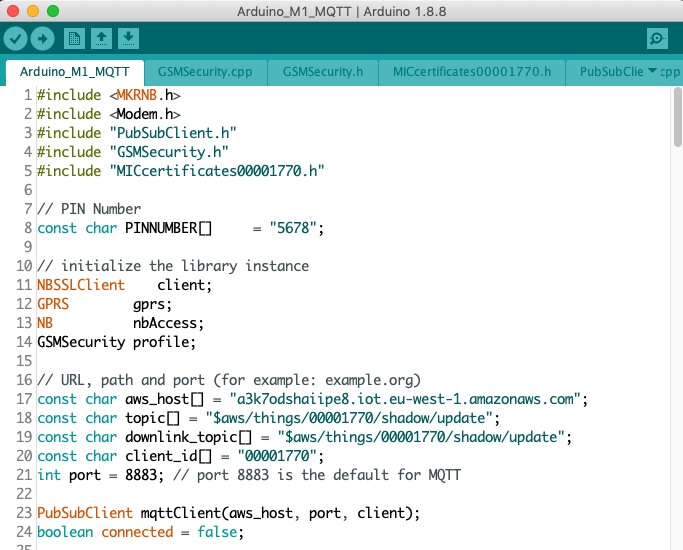 Arduino_M1_MQTT | Arduino 1.8.8
Arduino_M1_MQTT GSMSecurity.cpp GSMSecurity.h MICcertificates00001770.h PubSubClie cpp
1 #include <MKRNB.h>
2 #include <Modem.h>
3 #include "PubSubClient.h"
4 #include "GSMSecurity.h"
5 #include "MICcertificates00001770.h"
6
7 // PIN Number
8 const char PINNUMBER[]     = "5678";
9
10 // initialize the library instance
11 NBSSLClient    client;
12 GPRS        gprs;
13 NB          nbAccess;
14 GSMSecurity profile;
15
16 // URL, path and port (for example: example.org)
17 const char aws_host[] = "a3k7odshaiipe8.iot.eu-west-1.amazonaws.com";
18 const char topic[] = "$aws/things/00001770/shadow/update";
19 const char downlink_topic[] = "$aws/things/00001770/shadow/update";
20 const char client_id[] = "00001770";
21 int port = 8883; // port 8883 is the default for MQTT
22
23 PubSubClient mqttClient(aws_host, port, client);
24 boolean connected = false;